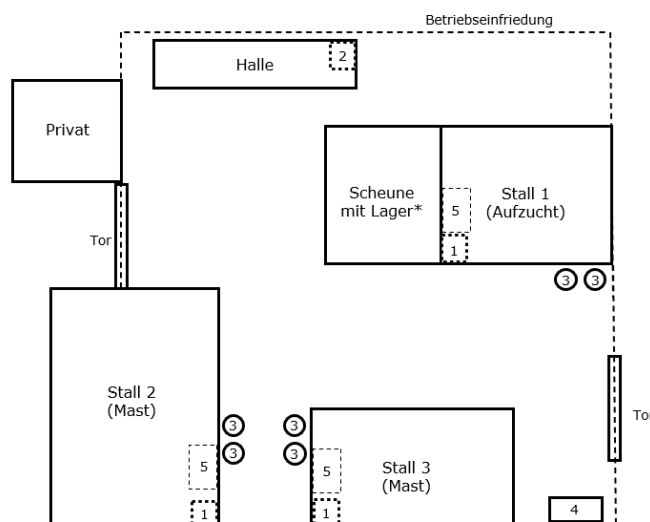 Betriebseinfriedung
2
Halle
Privat
Scheune
mit Lager*
Stall 1
(Aufzucht)
5
1
Tor
3 3
Stall 2
(Mast)
3
3
3
3
Tor
5
5
Stall 3
(Mast)
1
1
4